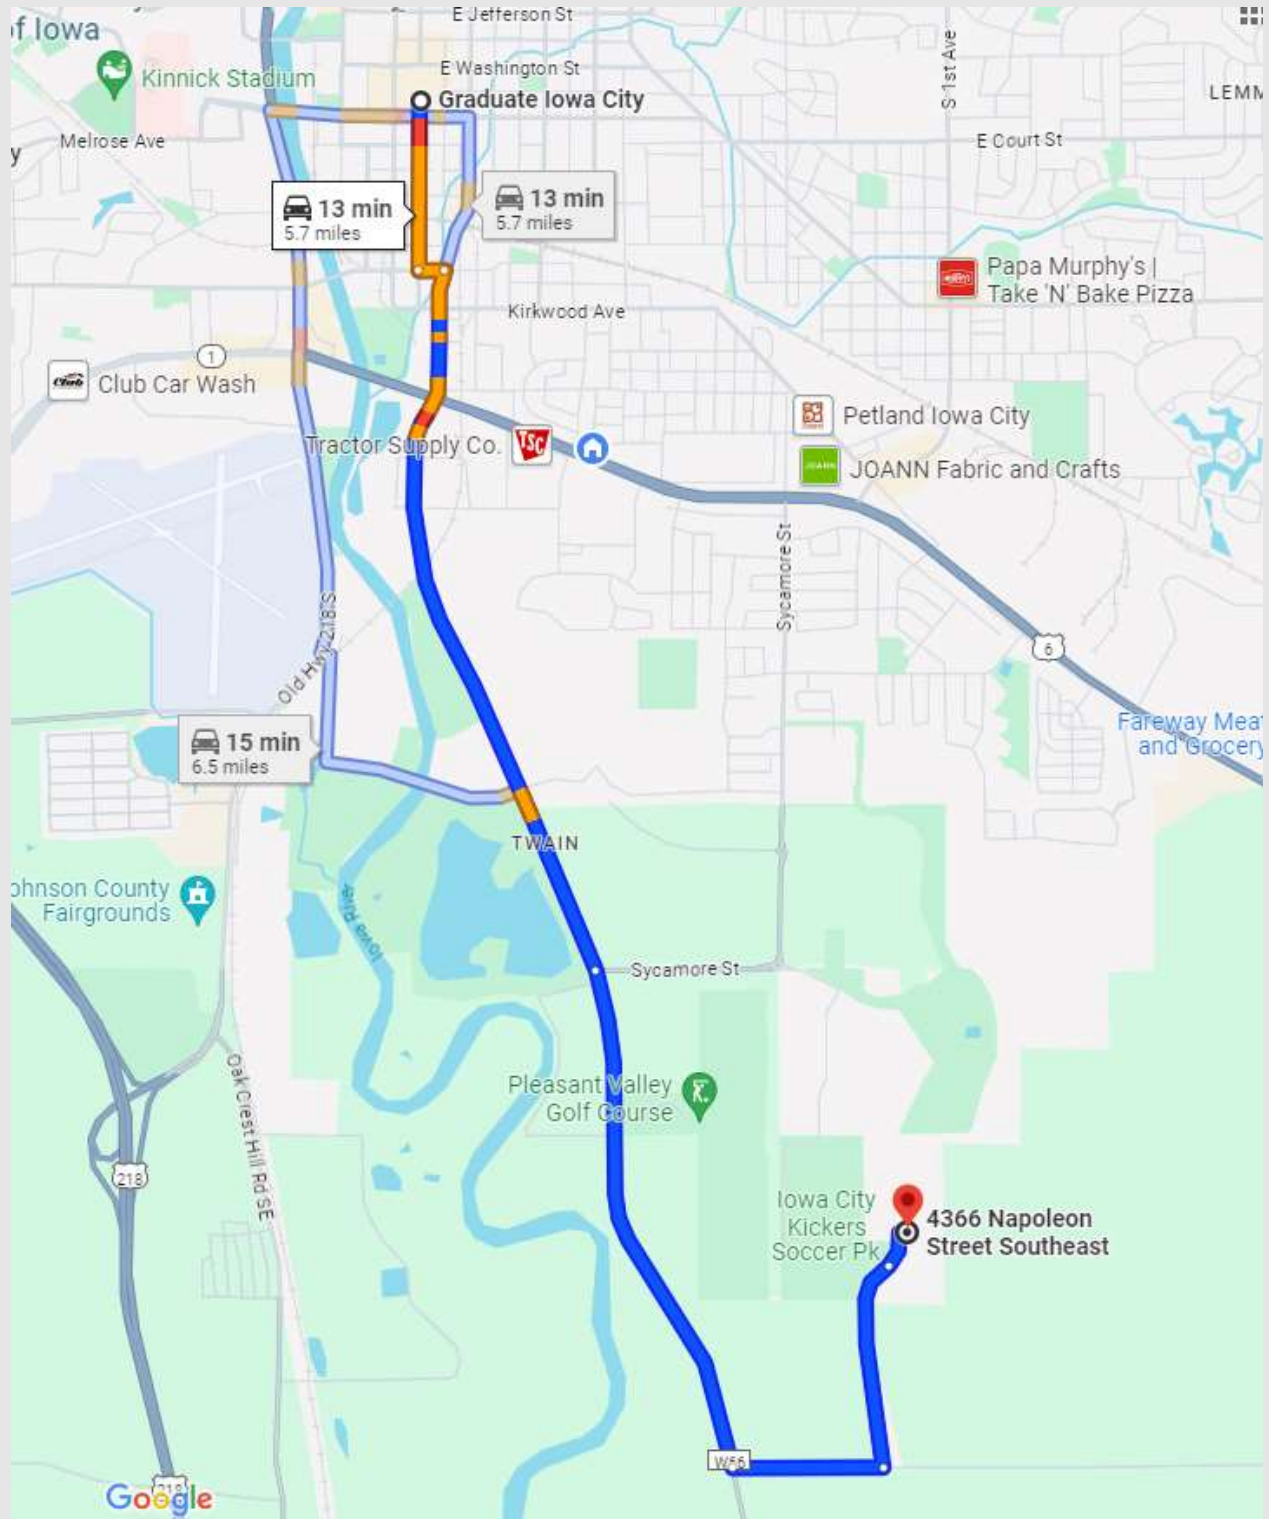 E Jefferson St
of Iowa
S 1st Ave
E Washington St
Kinnick Stadium
Graduate Iowa City
Melrose Ave
E Court St
13 min
5.7 miles
13 min
5.7 miles
Papa Murphy's |
Take 'N' Bake Pizza
Kirkwood Ave
1
Club
Club Car Wash
Petland Iowa City
Tractor Supply Co.
TSC
JOANN
JOANN Fabric and Crafts
Sycamore St
Old Hwy 218 S
6
Fareway Meat
and Grocery
15 min
6.5 miles
TWAIN
Johnson County
Fairgrounds
Iowa River
Sycamore St
Oak Crest Hill Rd SE
Pleasant Valley
Golf Course
218
Iowa City
Kickers
Soccer Pk
4366 Napoleon
Street Southeast
W66
218
Google